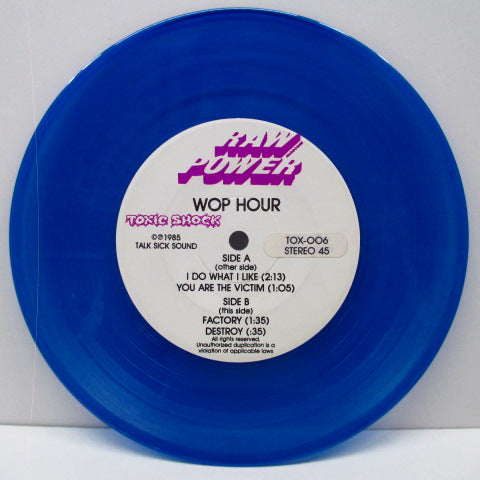 RAW
POWER
WOP HOUR
TOXIC SHOCK
©℗1985
TALK SICK SOUND
TOX-006
STEREO 45
SIDE A
(other side)
I DO WHAT I LIKE (2:13)
YOU ARE THE VICTIM (1:05)
SIDE B
(this side)
FACTORY (1:35)
DESTROY (:35)
All rights reserved.
Unauthorized duplication is a
violation of applicable laws